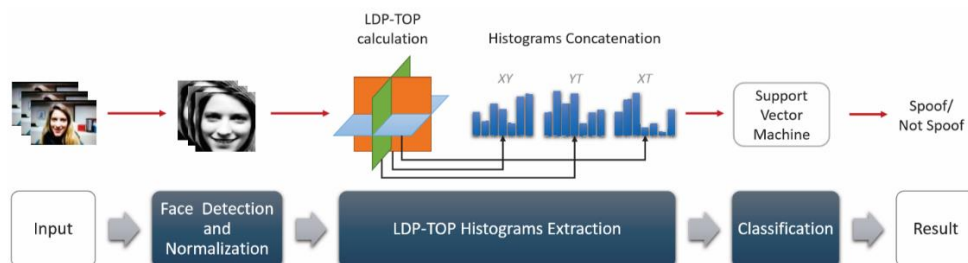 LDP-TOP
calculation
Histograms Concatenation
XY
YT
XT
Support
Vector
Machine
Spoof/
Not Spoof
Input
Face Detection
and
Normalization
LDP-TOP Histograms Extraction
Classification
Result